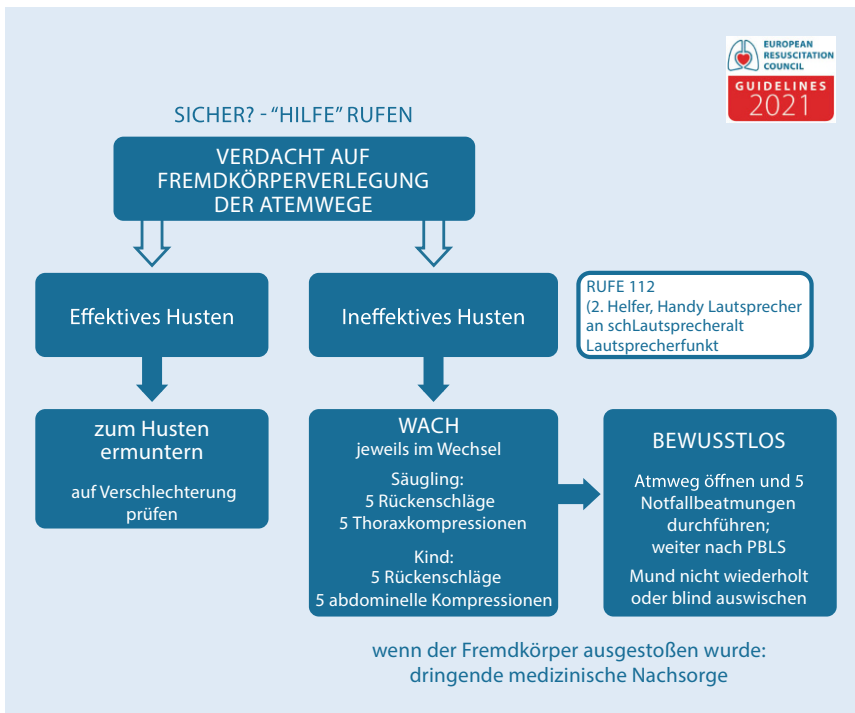 EUROPEAN
RESUSCITATION
COUNCIL
GUIDELINES
2021
SICHER? - “HILFE” RUFEN
VERDACHT AUF
FREMDKÖRPERVERLEGUNG
DER ATEMWEGE
Effektives Husten
Ineffektives Husten
RUFE 112
(2. Helfer, Handy Lautsprecher
an schLautsprecheralt
Lautsprecherfunkt
zum Husten
ermuntern
auf Verschlechterung
prüfen
WACH
jeweils im Wechsel
Säugling:
5 Rückenschläge
5 Thoraxkompressionen
Kind:
5 Rückenschläge
5 abdominelle Kompressionen
BEWUSSTLOS
Atmweg öffnen und 5
Notfallbeatmungen
durchführen;
weiter nach PBLS
Mund nicht wiederholt
oder blind auswischen
wenn der Fremdkörper ausgestoßen wurde:
dringende medizinische Nachsorge